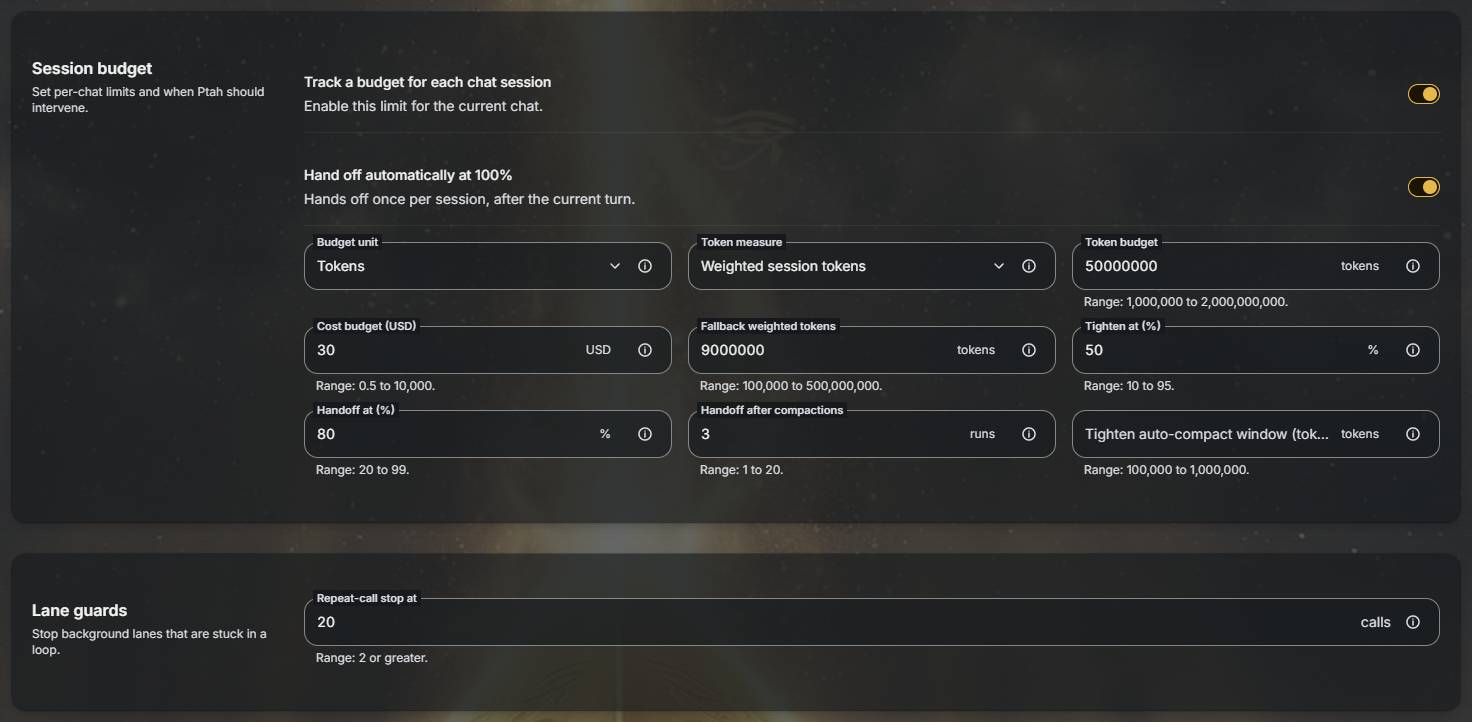 Session budget
Set per-chat limits and when Ptah should
intervene.
Track a budget for each chat session
Enable this limit for the current chat.
Hand off automatically at 100%
Hands off once per session, after the current turn.
Budget unit
Tokens
Token measure
Weighted session tokens
Token budget
50000000 tokens
Range: 1,000,000 to 2,000,000,000.
Cost budget (USD)
30 USD
Range: 0.5 to 10,000.
Fallback weighted tokens
9000000 tokens
Range: 100,000 to 500,000,000.
Tighten at (%)
50 %
Range: 10 to 95.
Handoff at (%)
80 %
Range: 20 to 99.
Handoff after compactions
3 runs
Range: 1 to 20.
Tighten auto-compact window (tok... tokens
Range: 100,000 to 1,000,000.
Lane guards
Stop background lanes that are stuck in a
loop.
Repeat-call stop at
20 calls
Range: 2 or greater.